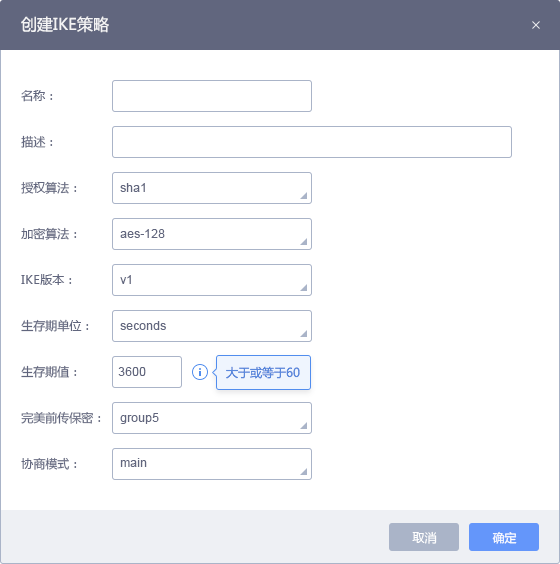 创建IKE策略
名称：
描述：
授权算法： sha1
加密算法： aes-128
IKE版本： v1
生存期单位： seconds
生存期值： 3600 大于或等于60
完美前传保密： group5
协商模式： main
取消 确定